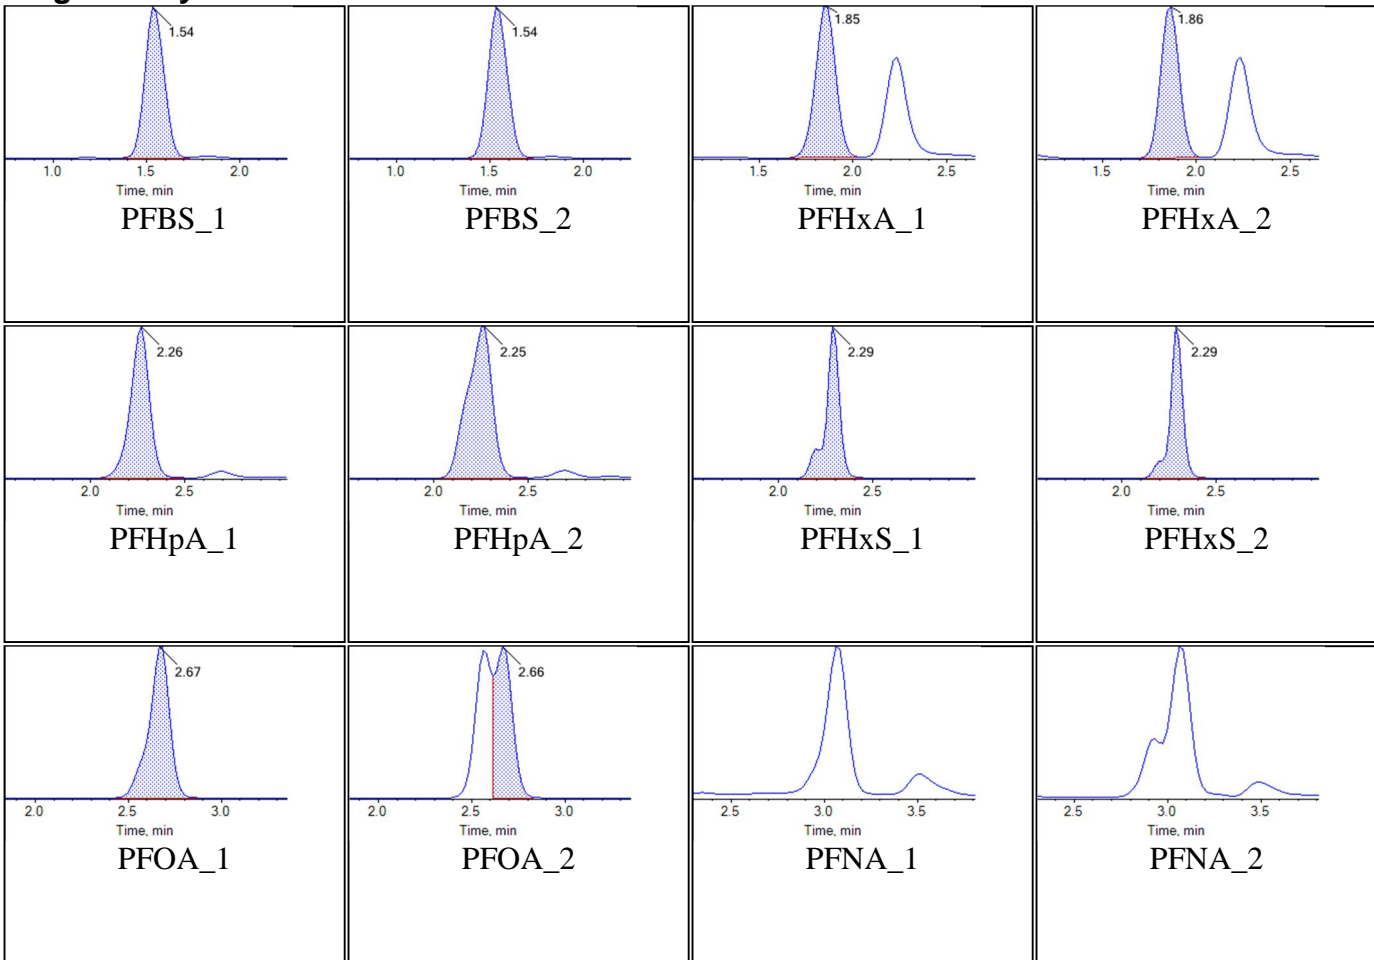 1.54
1.0 1.5 2.0
Time, min
PFBS_1
1.54
1.0 1.5 2.0
Time, min
PFBS_2
1.85
1.5 2.0 2.5
Time, min
PFHxA_1
1.86
1.5 2.0 2.5
Time, min
PFHxA_2
2.26
2.0 2.5
Time, min
PFHpA_1
2.25
2.0 2.5
Time, min
PFHpA_2
2.29
2.0 2.5
Time, min
PFHxS_1
2.29
2.0 2.5
Time, min
PFHxS_2
2.67
2.0 2.5 3.0
Time, min
PFOA_1
2.66
2.0 2.5 3.0
Time, min
PFOA_2
2.5 3.0 3.5
Time, min
PFNA_1
2.5 3.0 3.5
Time, min
PFNA_2